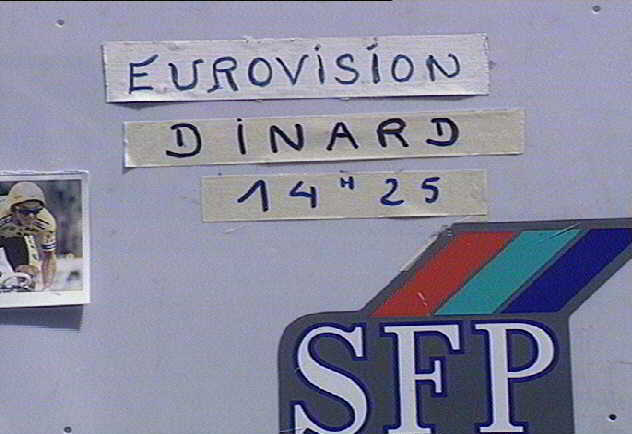 EUROVISION
DINARD
14H25
SFP